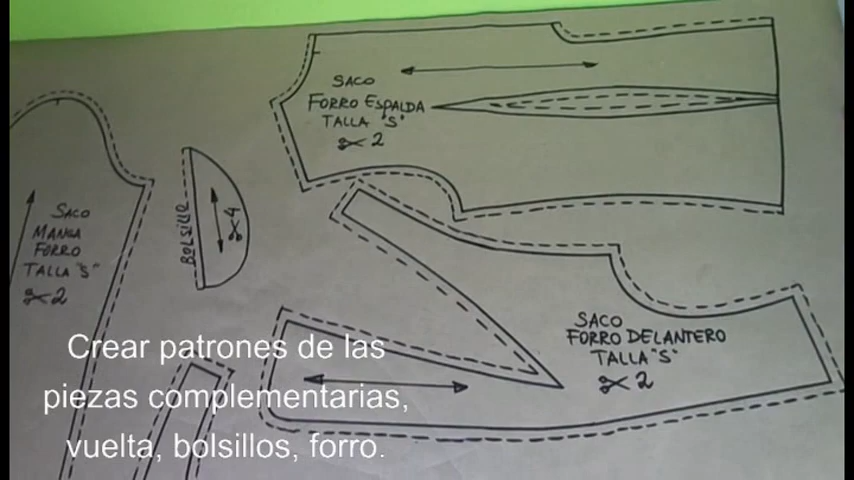 SACO
FORRO ESPALDA
TALLA "S"
2
SACO
MANGA
FORRO
TALLA "S"
2
BOLSILLO
4
SACO
FORRO DELANTERO
TALLA "S"
2
Crear patrones de las
piezas complementarias,
vuelta, bolsillos, forro.